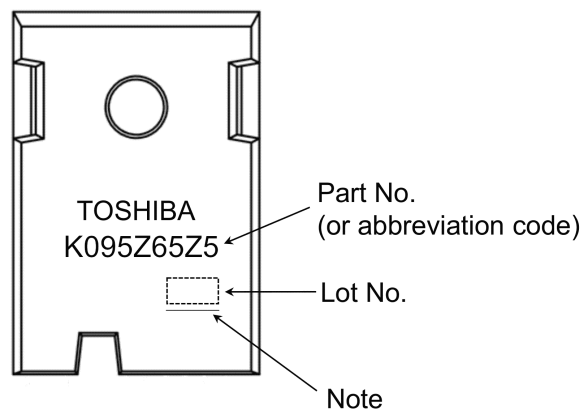 TOSHIBA
K095Z65Z5
Part No.
(or abbreviation code)
Lot No.
Note